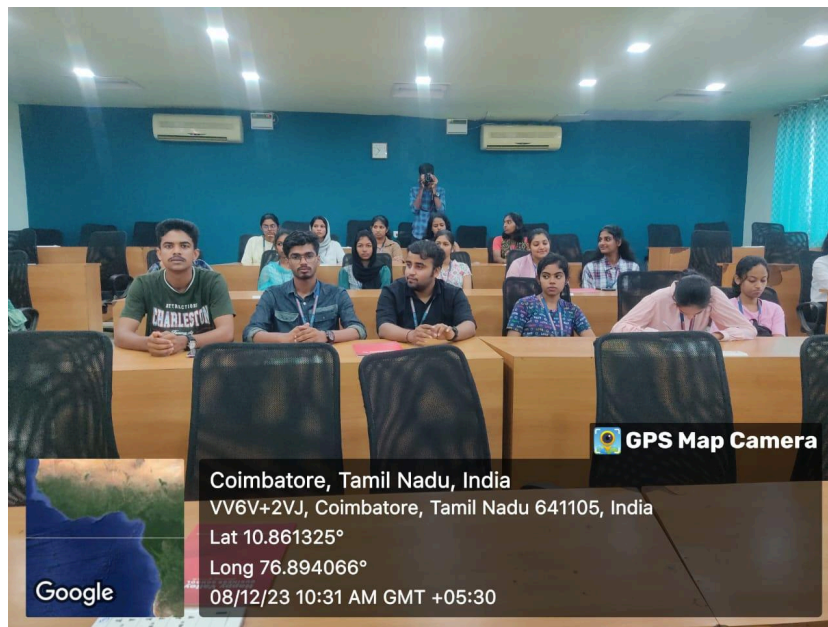 ATTRACTION
CHARLESTON
GPS Map Camera
Coimbatore, Tamil Nadu, India
VV6V+2VJ, Coimbatore, Tamil Nadu 641105, India
Lat 10.861325°
Long 76.894066°
08/12/23 10:31 AM GMT +05:30
Google